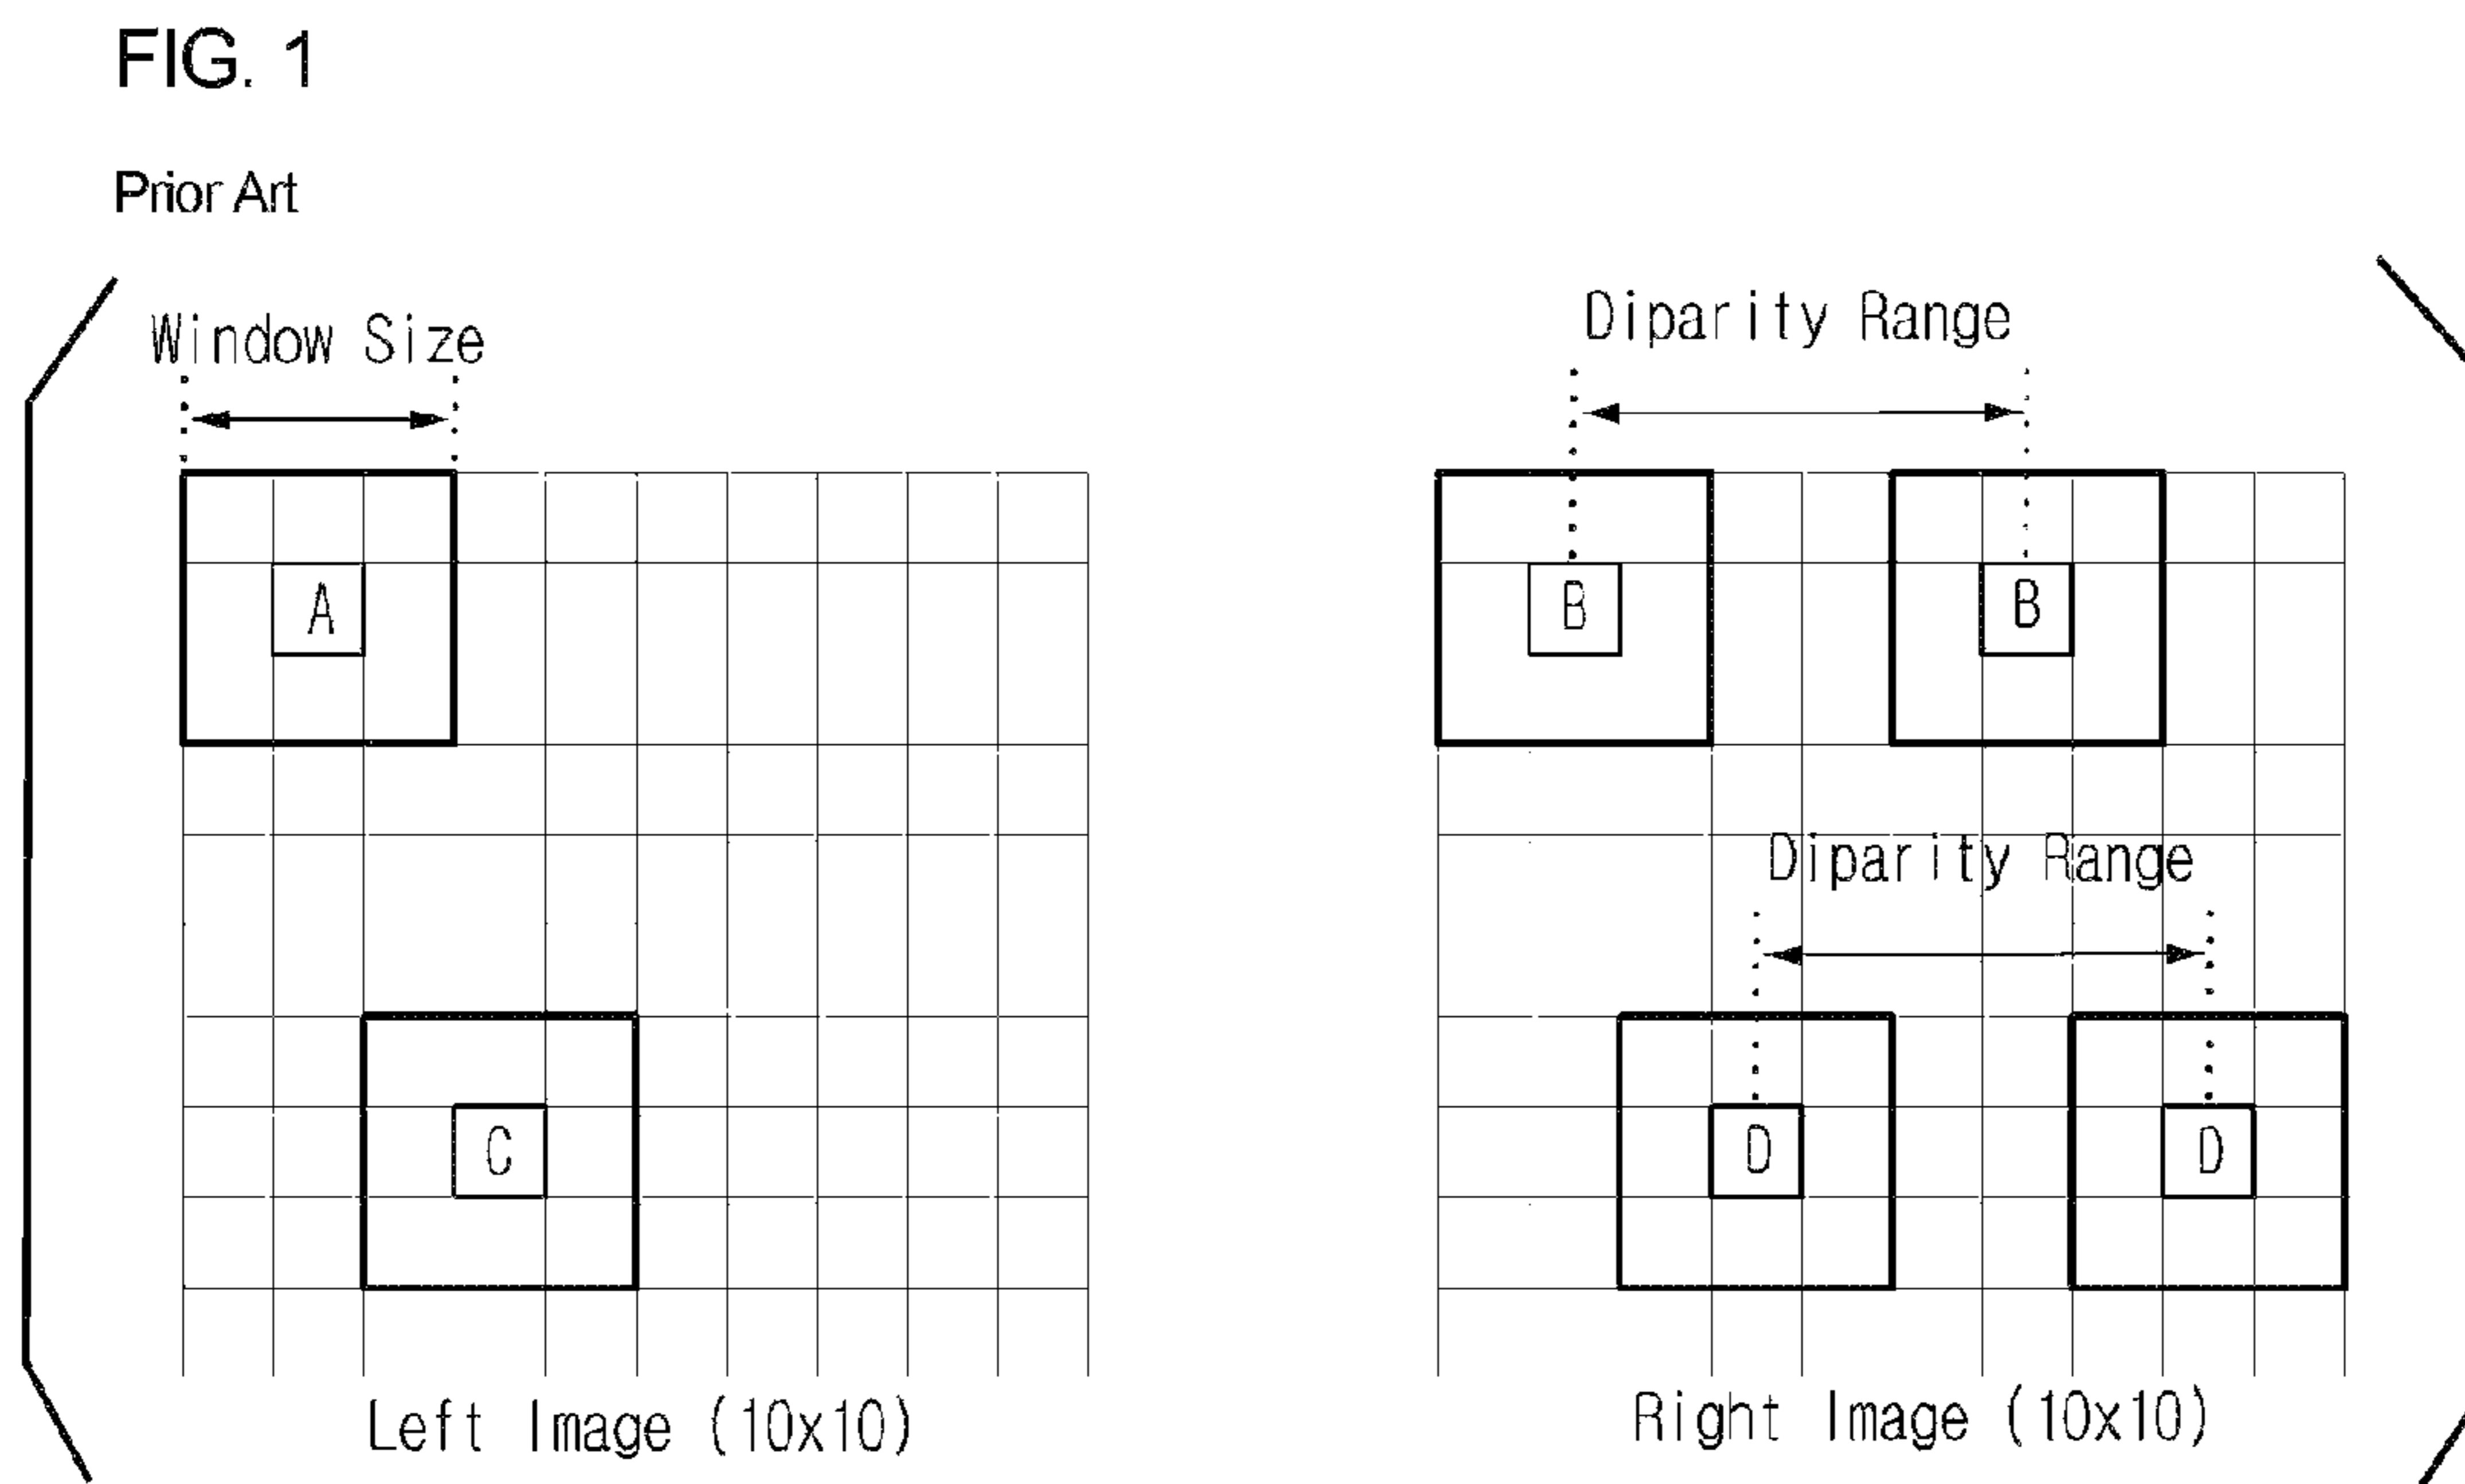 FIG. 1
Prior Art
Window Size
Diparity Range
A
B
B
Diparity Range
C
D
D
Left Image (10x10)
Right Image (10x10)